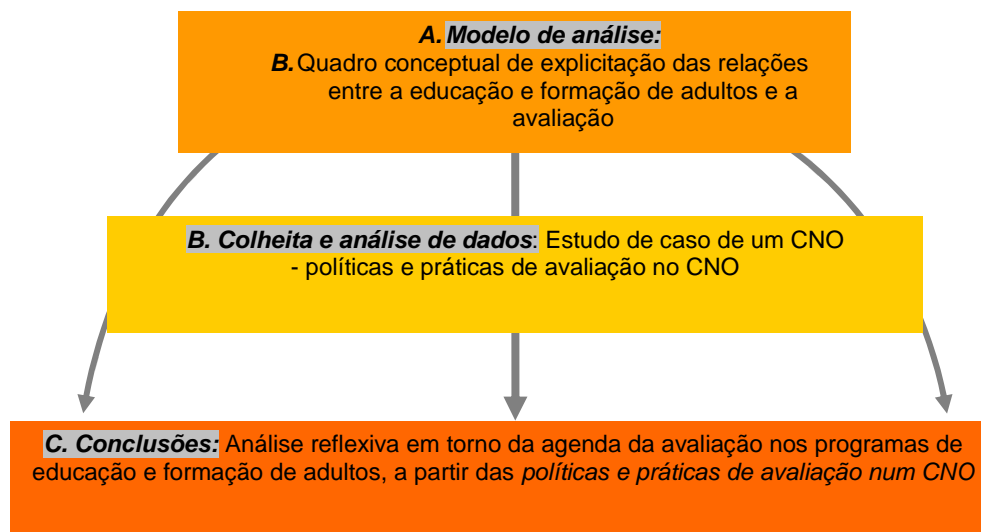 A. Modelo de análise:
B. Quadro conceptual de explicitação das relações
entre a educação e formação de adultos e a
avaliação
B. Colheita e análise de dados: Estudo de caso de um CNO
- políticas e práticas de avaliação no CNO
C. Conclusões: Análise reflexiva em torno da agenda da avaliação nos programas de
educação e formação de adultos, a partir das políticas e práticas de avaliação num CNO